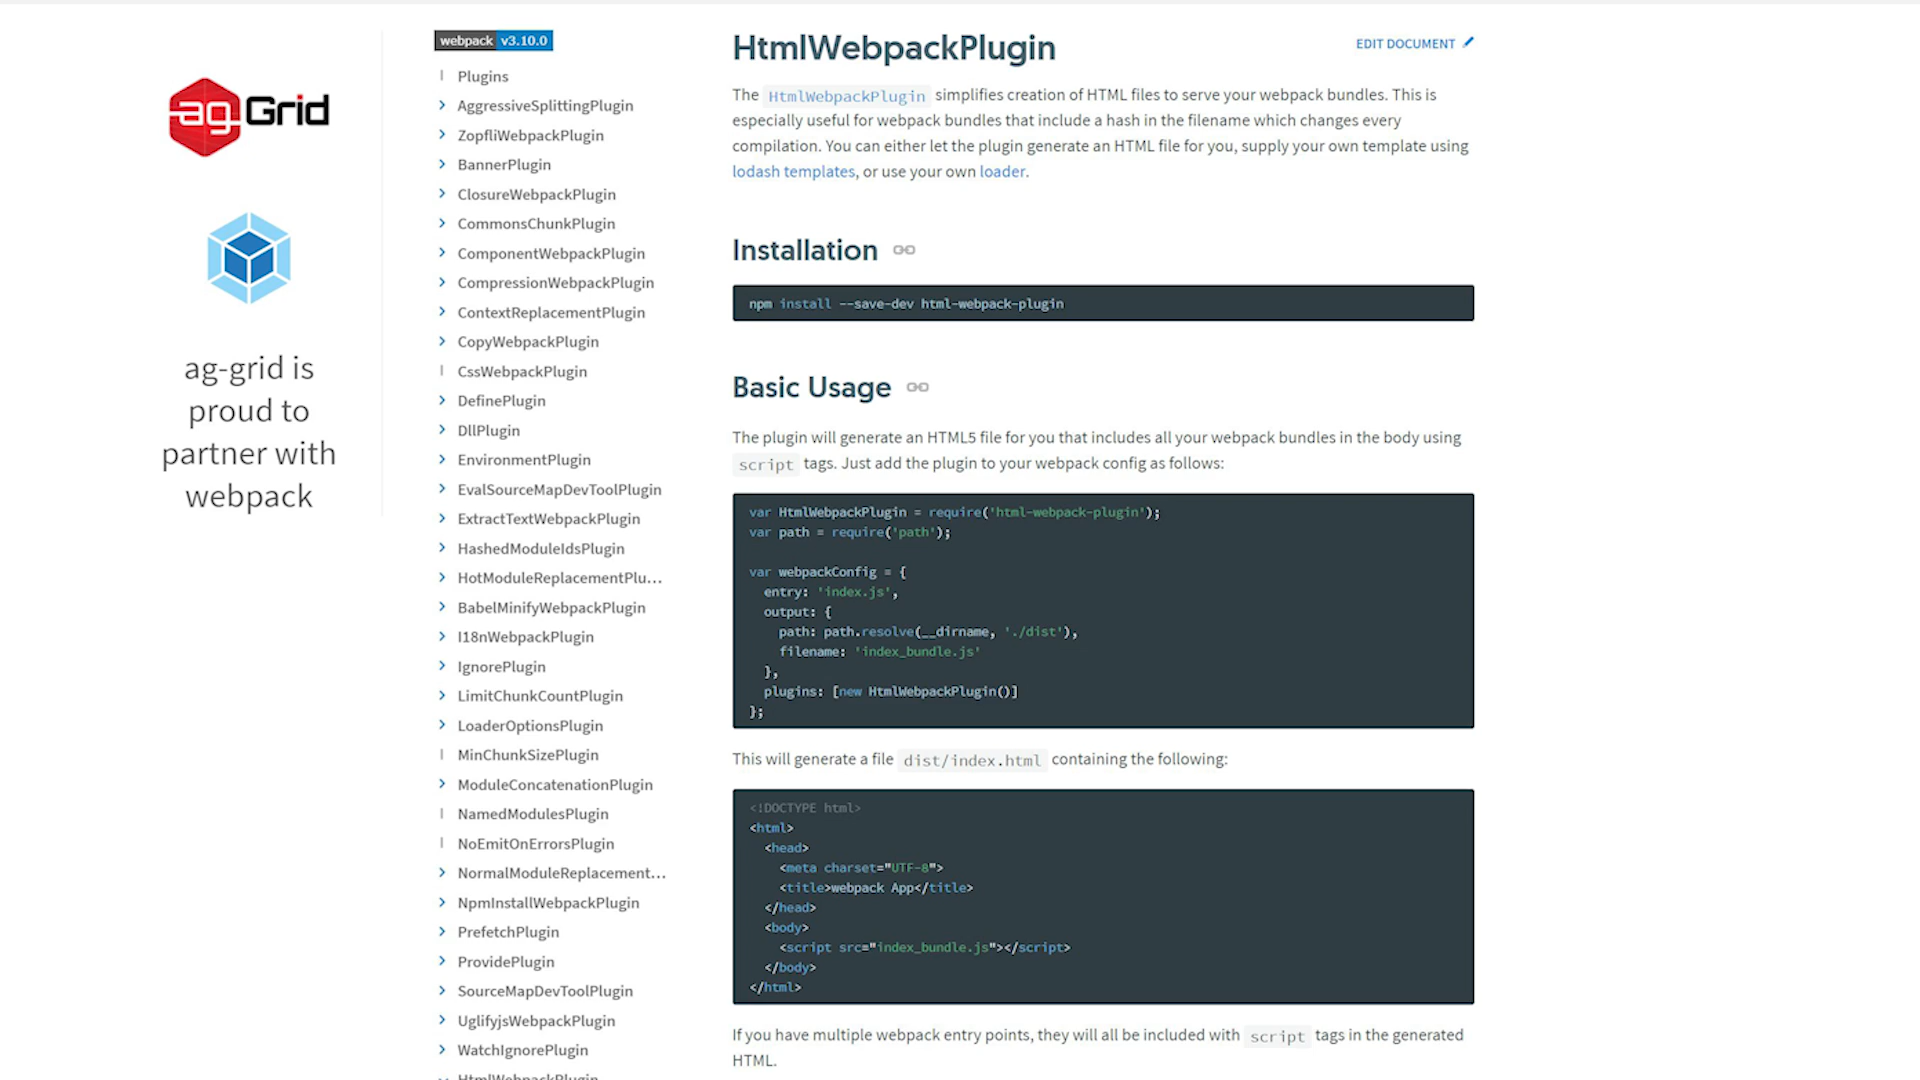 ag-Grid
ag-grid is
proud to
partner with
webpack
webpack v3.10.0
Plugins
AggressiveSplittingPlugin
ZopfliWebpackPlugin
BannerPlugin
ClosureWebpackPlugin
CommonsChunkPlugin
ComponentWebpackPlugin
CompressionWebpackPlugin
ContextReplacementPlugin
CopyWebpackPlugin
CssWebpackPlugin
DefinePlugin
DllPlugin
EnvironmentPlugin
EvalSourceMapDevToolPlugin
ExtractTextWebpackPlugin
HashedModuleIdsPlugin
HotModuleReplacementPlu...
BabelMinifyWebpackPlugin
I18nWebpackPlugin
IgnorePlugin
LimitChunkCountPlugin
LoaderOptionsPlugin
MinChunkSizePlugin
ModuleConcatenationPlugin
NamedModulesPlugin
NoEmitOnErrorsPlugin
NormalModuleReplacement...
NpmInstallWebpackPlugin
PrefetchPlugin
ProvidePlugin
SourceMapDevToolPlugin
UglifyjsWebpackPlugin
WatchIgnorePlugin
HtmlWebpackPlugin
HtmlWebpackPlugin
EDIT DOCUMENT
The HtmlWebpackPlugin simplifies creation of HTML files to serve your webpack bundles. This is
especially useful for webpack bundles that include a hash in the filename which changes every
compilation. You can either let the plugin generate an HTML file for you, supply your own template using
lodash templates, or use your own loader.
Installation
npm install --save-dev html-webpack-plugin
Basic Usage
The plugin will generate an HTML5 file for you that includes all your webpack bundles in the body using
script tags. Just add the plugin to your webpack config as follows:
var HtmlWebpackPlugin = require('html-webpack-plugin');
var path = require('path');
var webpackConfig = {
entry: 'index.js',
output: {
path: path.resolve(__dirname, './dist'),
filename: 'index_bundle.js'
},
plugins: [new HtmlWebpackPlugin()]
};
This will generate a file dist/index.html containing the following:
<!DOCTYPE html>
<html>
<head>
<meta charset="UTF-8">
<title>webpack App</title>
</head>
<body>
<script src="index_bundle.js"></script>
</body>
</html>
If you have multiple webpack entry points, they will all be included with script tags in the generated
HTML.